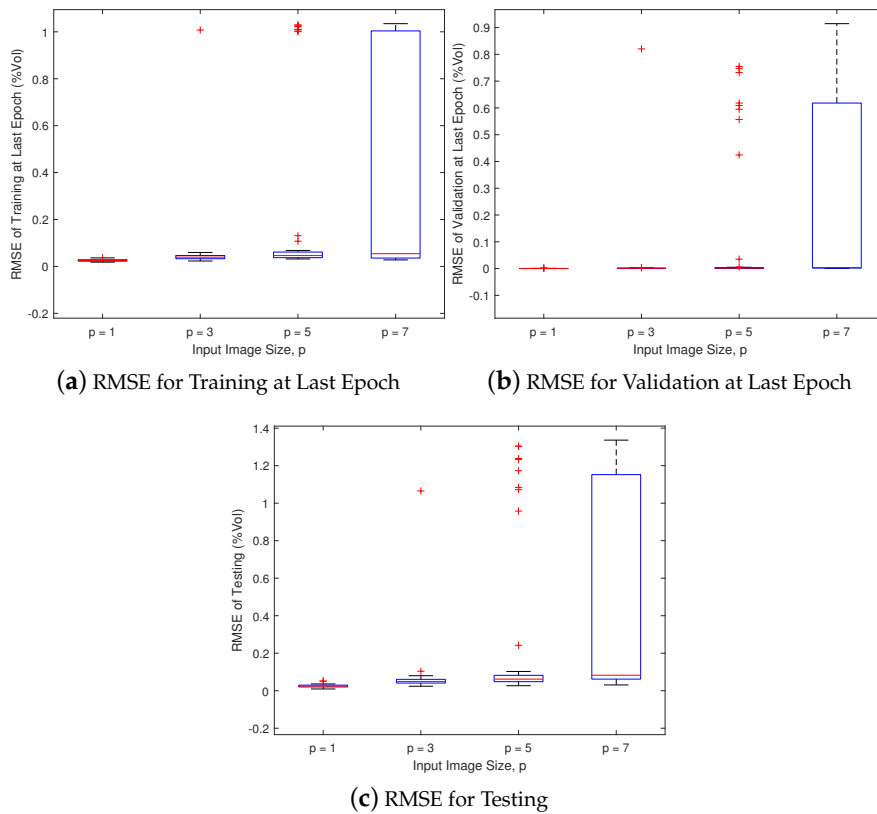 1
0.8
0.6
0.4
0.2
0
-0.2
RMSE of Training at Last Epoch (%Vol)
p = 1 p = 3 p = 5 p = 7
Input Image Size, p
(a) RMSE for Training at Last Epoch
0.9
0.8
0.7
0.6
0.5
0.4
0.3
0.2
0.1
0
-0.1
RMSE of Validation at Last Epoch (%Vol)
p = 1 p = 3 p = 5 p = 7
Input Image Size, p
(b) RMSE for Validation at Last Epoch
1.4
1.2
1
0.8
0.6
0.4
0.2
0
-0.2
RMSE of Testing (%Vol)
p = 1 p = 3 p = 5 p = 7
Input Image Size, p
(c) RMSE for Testing